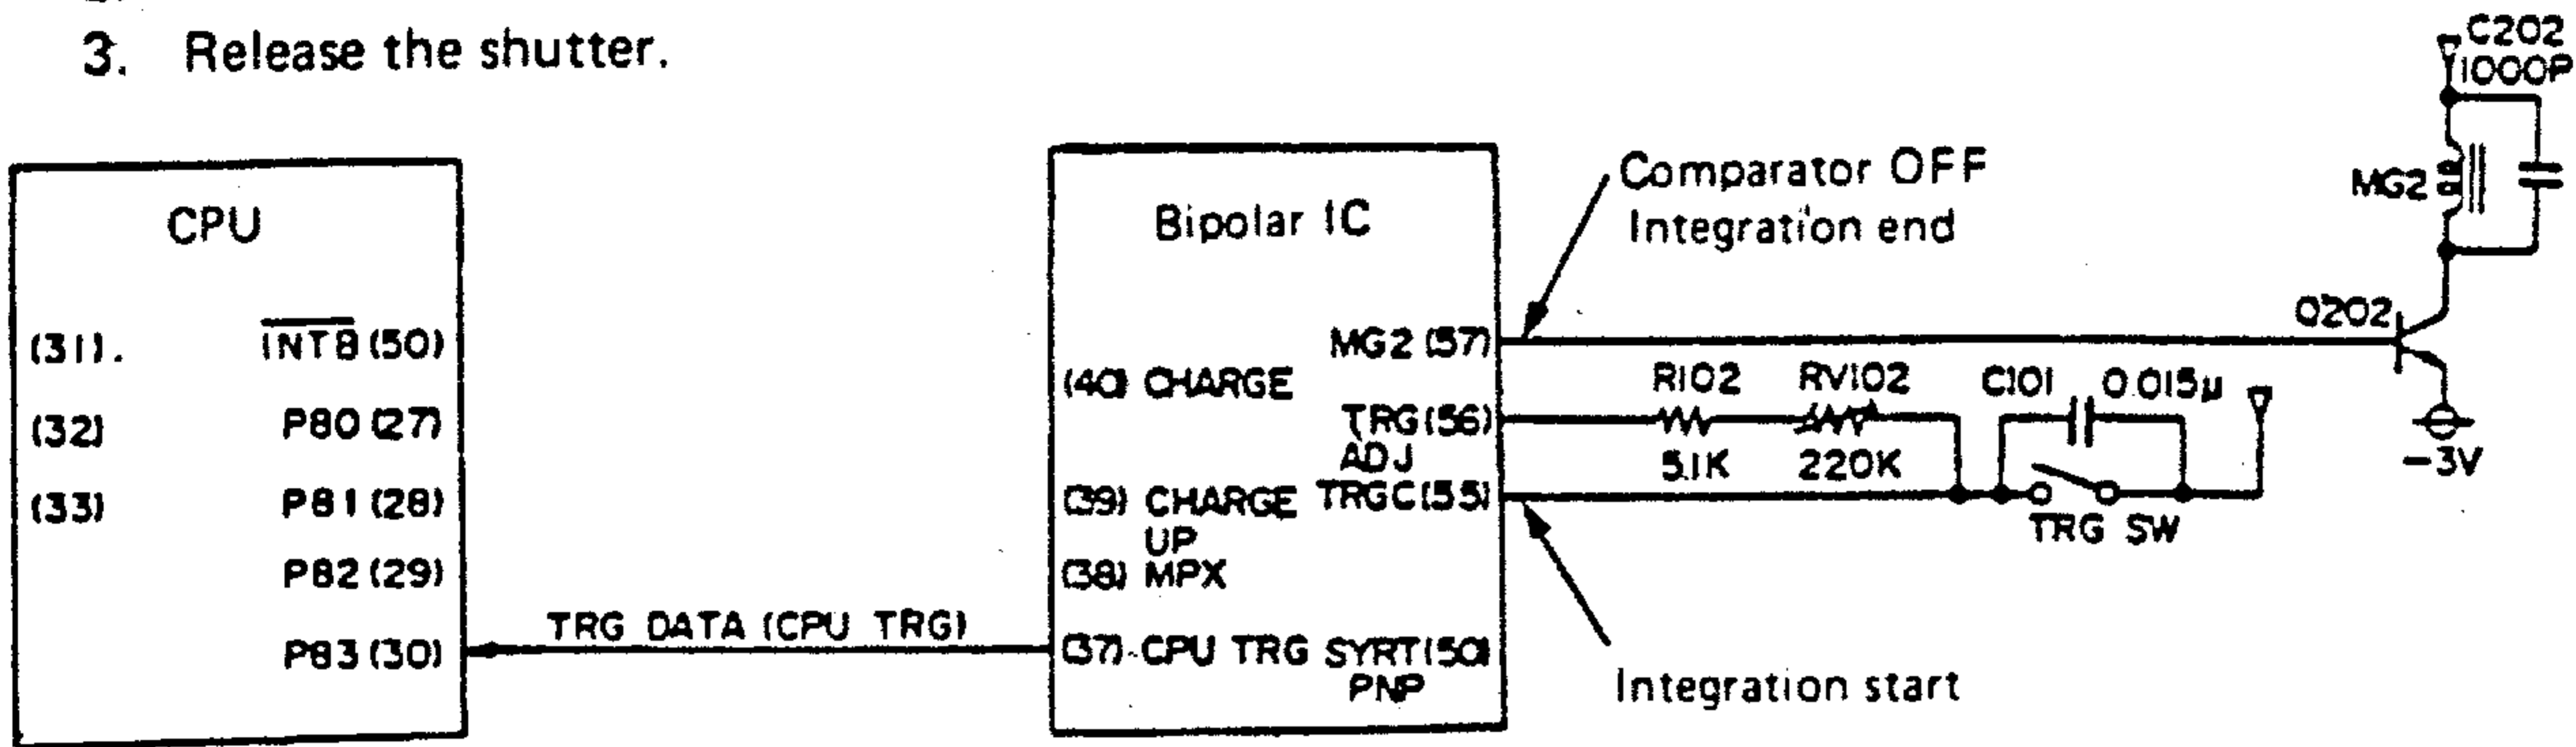 3. Release the shutter.
C202
1000P
MG2
CPU
Bipolar IC
Comparator OFF
Integration end
(31).
INT8 (50)
MG2 (57)
Q202
(40) CHARGE
R102
RV102
C101
0.015µ
(32)
P80 (27)
TRG (56)
ADJ
5.1K
220K
-3V
(33)
P81 (28)
(39) CHARGE
UP
TRGC (55)
TRG SW
P82 (29)
(38) MPX
TRG DATA (CPU TRG)
P83 (30)
(37) CPU TRG
SYRT (50)
PNP
Integration start